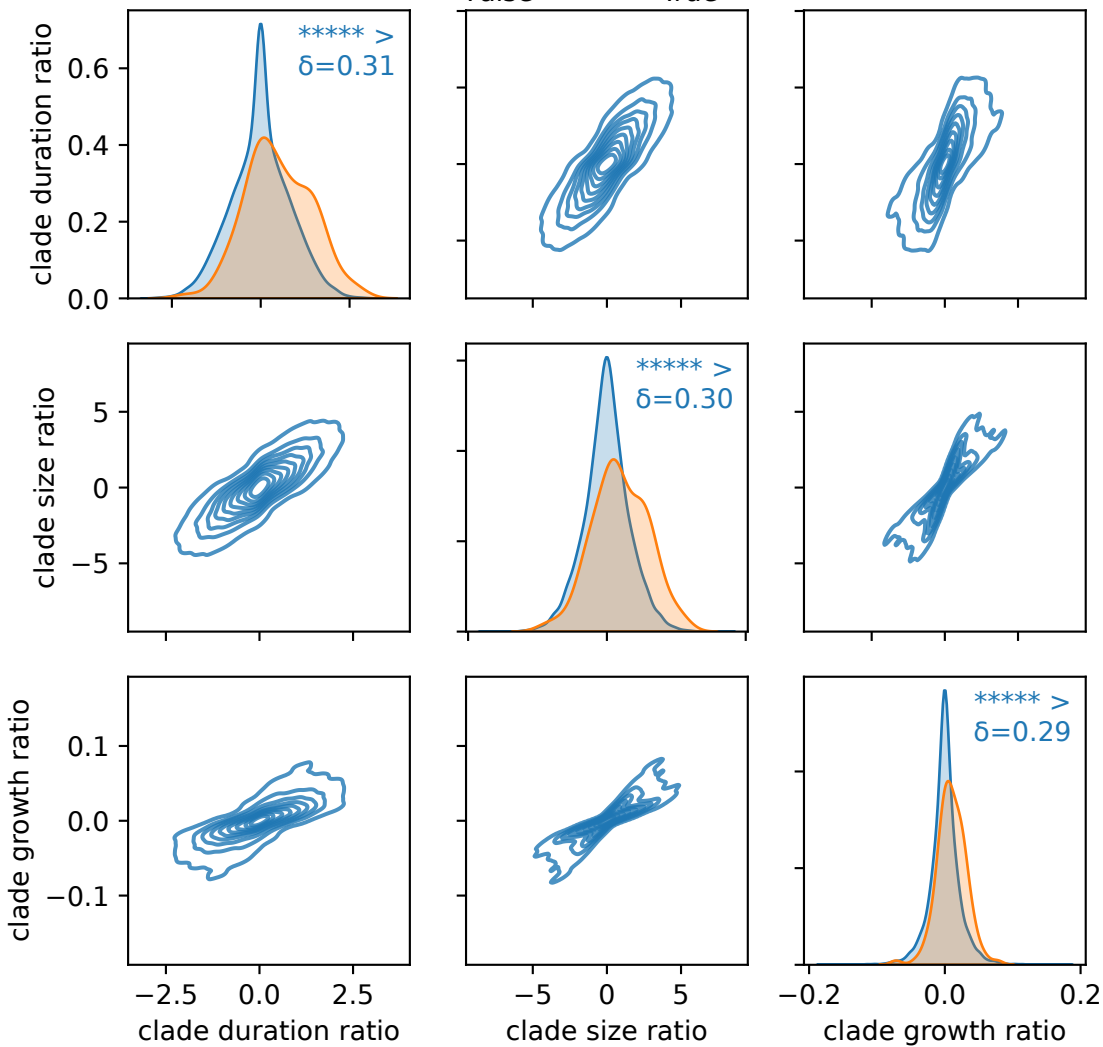 ***** >
δ=0.31
clade duration ratio
0.6
0.4
0.2
0.0
***** >
δ=0.30
clade size ratio
5
0
−5
***** >
δ=0.29
clade growth ratio
0.1
0.0
−0.1
−2.5 0.0 2.5
−5 0 5
−0.2 0.0 0.2
clade duration ratio
clade size ratio
clade growth ratio